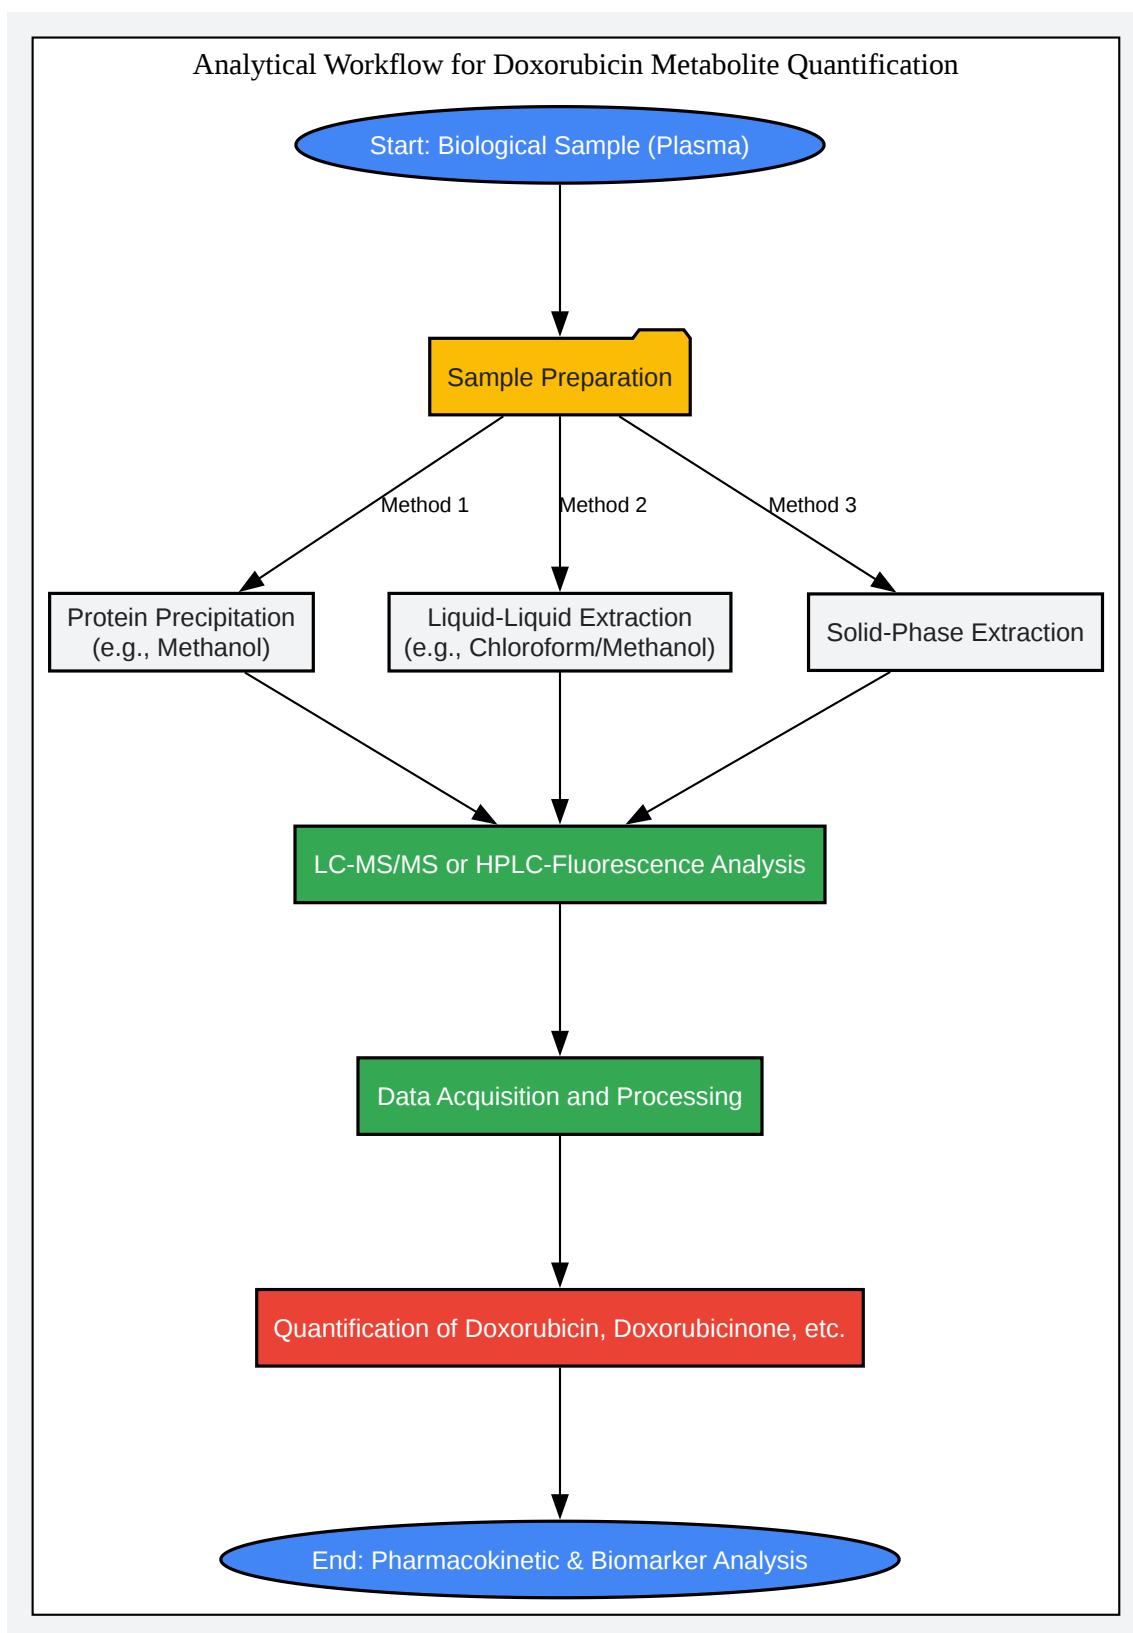 Analytical Workflow for Doxorubicin Metabolite Quantification
Start: Biological Sample (Plasma)
Sample Preparation
Method 1
Method 2
Method 3
Protein Precipitation
(e.g., Methanol)
Liquid-Liquid Extraction
(e.g., Chloroform/Methanol)
Solid-Phase Extraction
LC-MS/MS or HPLC-Fluorescence Analysis
Data Acquisition and Processing
Quantification of Doxorubicin, Doxorubicinone, etc.
End: Pharmacokinetic & Biomarker Analysis